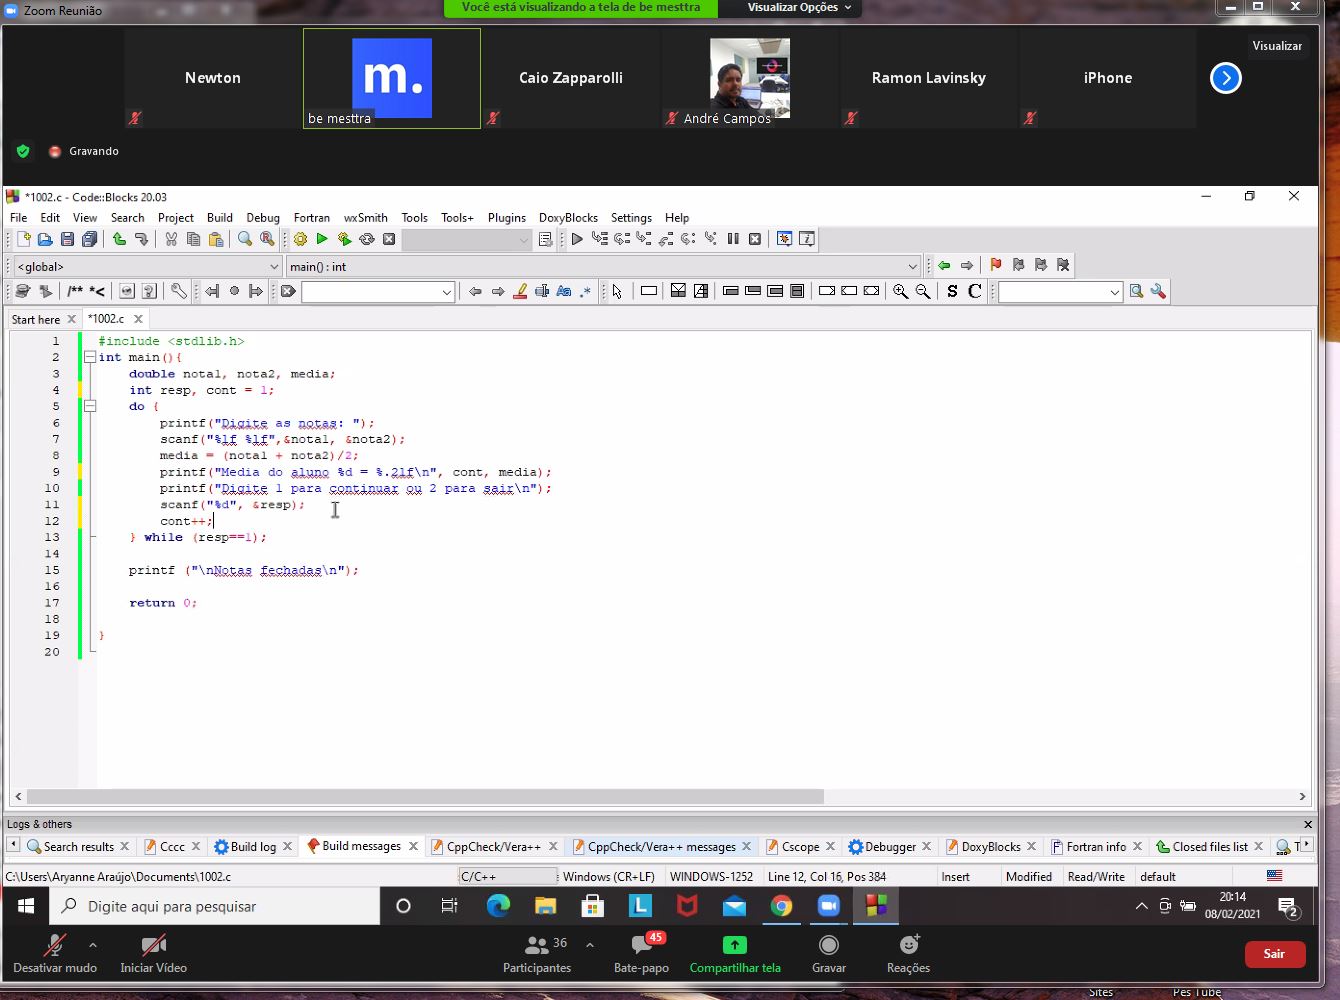 Zoom Reunião
Você está visualizando a tela de be mesttra
Visualizar Opções
Visualizar
Newton
m.
be mesttra
Caio Zapparolli
André Campos
Ramon Lavinsky
iPhone
Gravando
*1002.c - Code::Blocks 20.03
File Edit View Search Project Build Debug Fortran wxSmith Tools Tools+ Plugins DoxyBlocks Settings Help
<global>
main() : int
/** *<
Aa .*
S C
Start here
*1002.c
1 #include <stdlib.h>
2 int main(){
3 double nota1, nota2, media;
4 int resp, cont = 1;
5 do {
6 printf("Digite as notas: ");
7 scanf("%lf %lf",&nota1, &nota2);
8 media = (nota1 + nota2)/2;
9 printf("Media do aluno %d = %.2lf\n", cont, media);
10 printf("Digite 1 para continuar ou 2 para sair\n");
11 scanf("%d", &resp);
12 cont++;
13 } while (resp==1);
14
15 printf ("\nNotas fechadas\n");
16
17 return 0;
18
19 }
20
Logs & others
Search results
Cccc
Build log
Build messages
CppCheck/Vera++
CppCheck/Vera++ messages
Cscope
Debugger
DoxyBlocks
Fortran info
Closed files list
T
C:\Users\Aryanne Araújo\Documents\1002.c
C/C++
Windows (CR+LF)
WINDOWS-1252
Line 12, Col 16, Pos 384
Insert
Modified
Read/Write
default
Digite aqui para pesquisar
L
20:14
08/02/2021
2
Desativar mudo
Iniciar Vídeo
36
Participantes
45
Bate-papo
Compartilhar tela
Gravar
Reações
Sair
Sites
Pes Tube